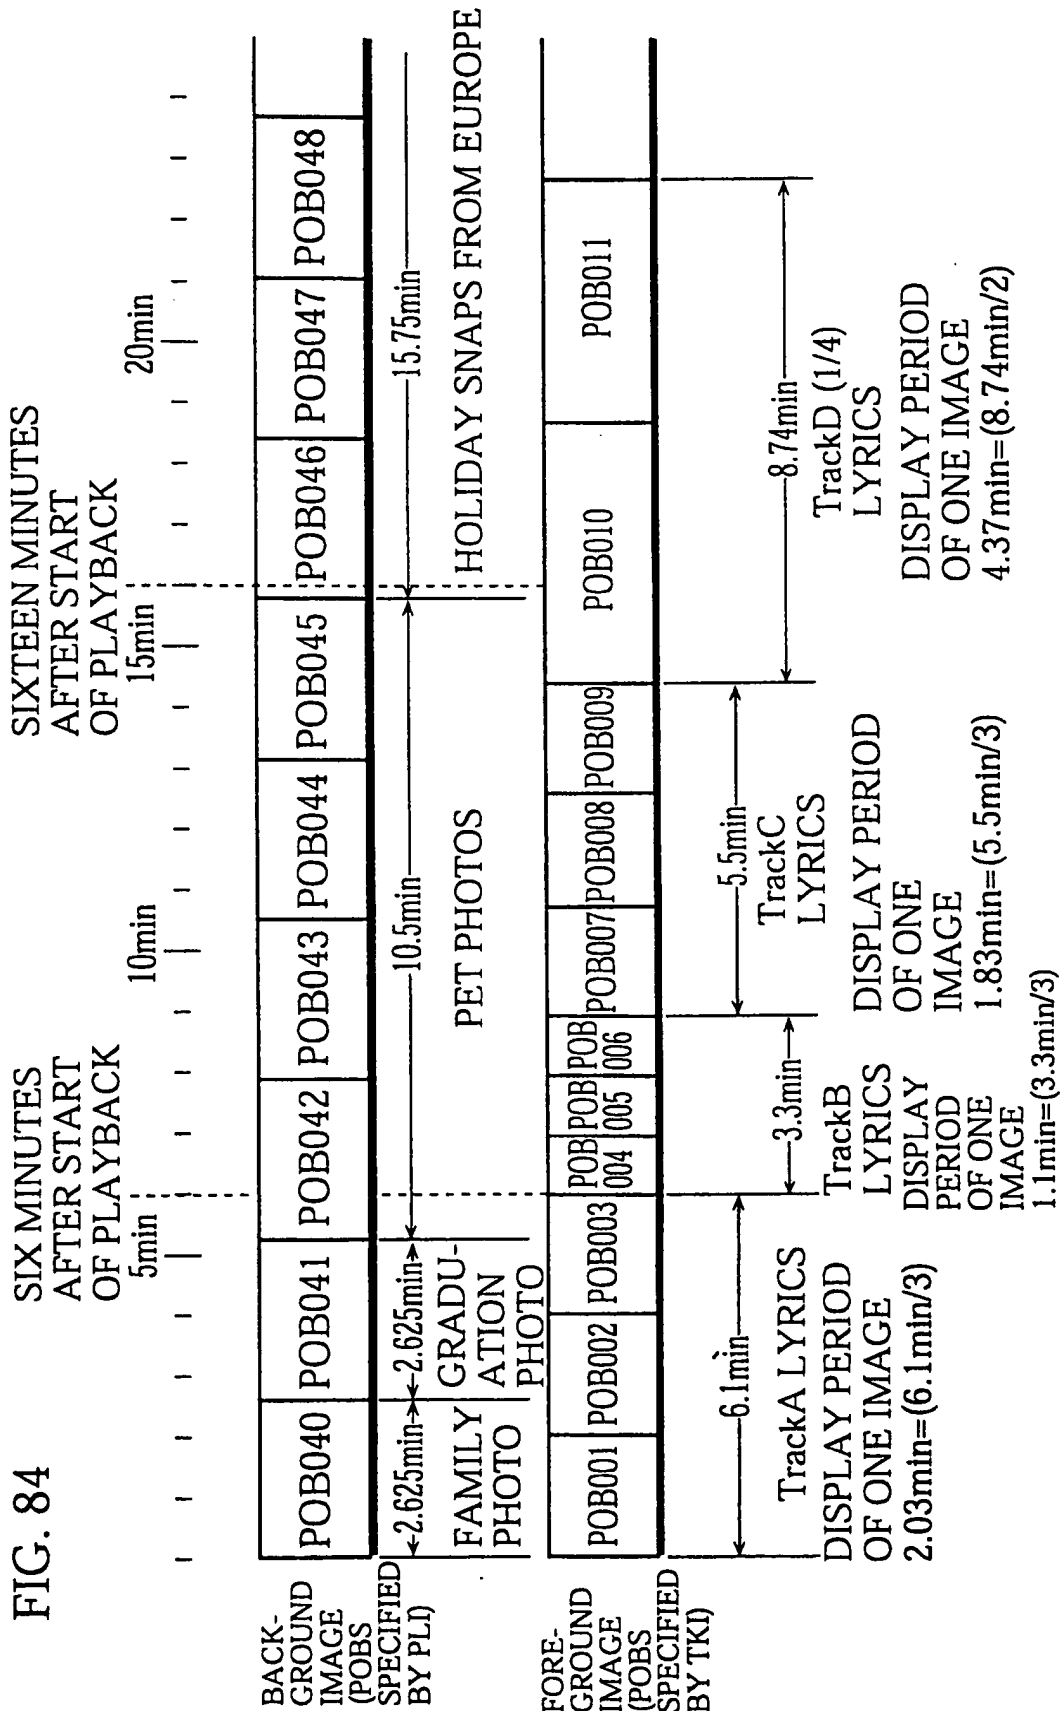 FIG. 84
SIX MINUTES
AFTER START
OF PLAYBACK
SIXTEEN MINUTES
AFTER START
OF PLAYBACK
5min
10min
15min
20min
BACK-
GROUND
IMAGE
(POBS
SPECIFIED
BY PLI)
POB040
POB041
POB042
POB043
POB044
POB045
POB046
POB047
POB048
2.625min
2.625min
10.5min
15.75min
FAMILY
PHOTO
GRADU-
ATION
PHOTO
PET PHOTOS
HOLIDAY SNAPS FROM EUROPE
FORE-
GROUND
IMAGE
(POBS
SPECIFIED
BY TKI)
POB001
POB002
POB003
POB
004
POB
005
POB
006
POB007
POB008
POB009
POB010
POB011
6.1min
3.3min
5.5min
8.74min
TrackA LYRICS
DISPLAY PERIOD
OF ONE IMAGE
2.03min=(6.1min/3)
TrackB
LYRICS
DISPLAY
PERIOD
OF ONE
IMAGE
1.1min=(3.3min/3)
TrackC
LYRICS
DISPLAY PERIOD
OF ONE
IMAGE
1.83min=(5.5min/3)
TrackD (1/4)
LYRICS
DISPLAY PERIOD
OF ONE IMAGE
4.37min=(8.74min/2)